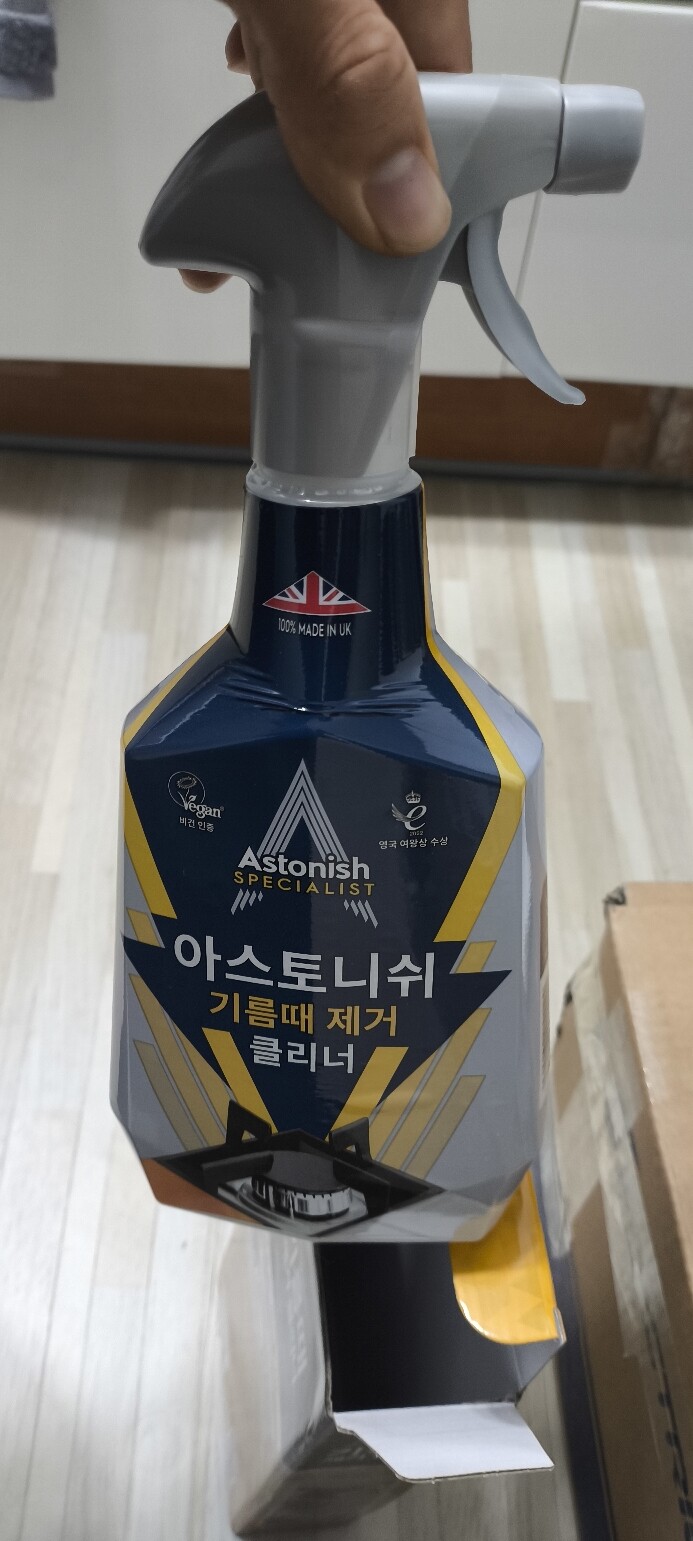 100% MADE IN UK
Vegan
비건 인증
e
2022
영국 여왕상 수상
Astonish
SPECIALIST
아스토니쉬
기름때 제거
클리너